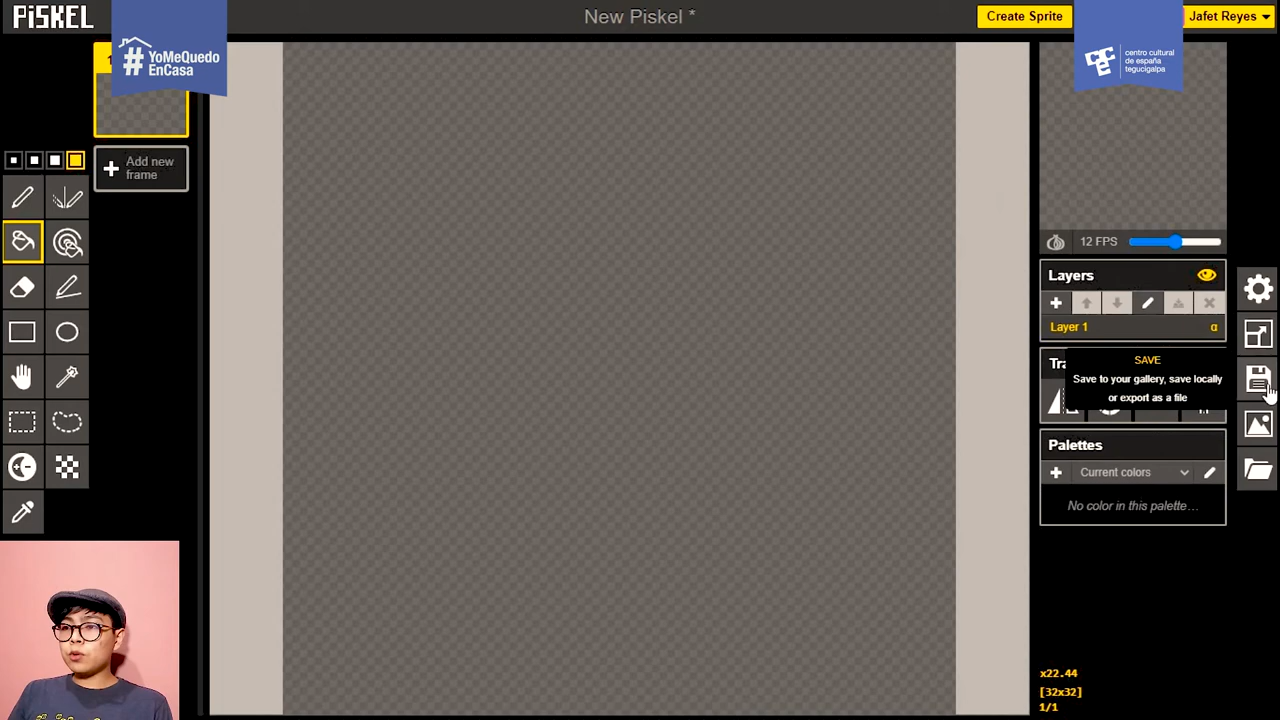 PiSKEL
New Piskel *
Create Sprite
Jafet Reyes
# YoMeQuedo
EnCasa
centro cultural
de españa
tegucigalpa
1
Add new
frame
12 FPS
Layers
Layer 1
α
SAVE
Save to your gallery, save locally
or export as a file
Tra
Palettes
Current colors
No color in this palette…
x22.44
[32x32]
1/1